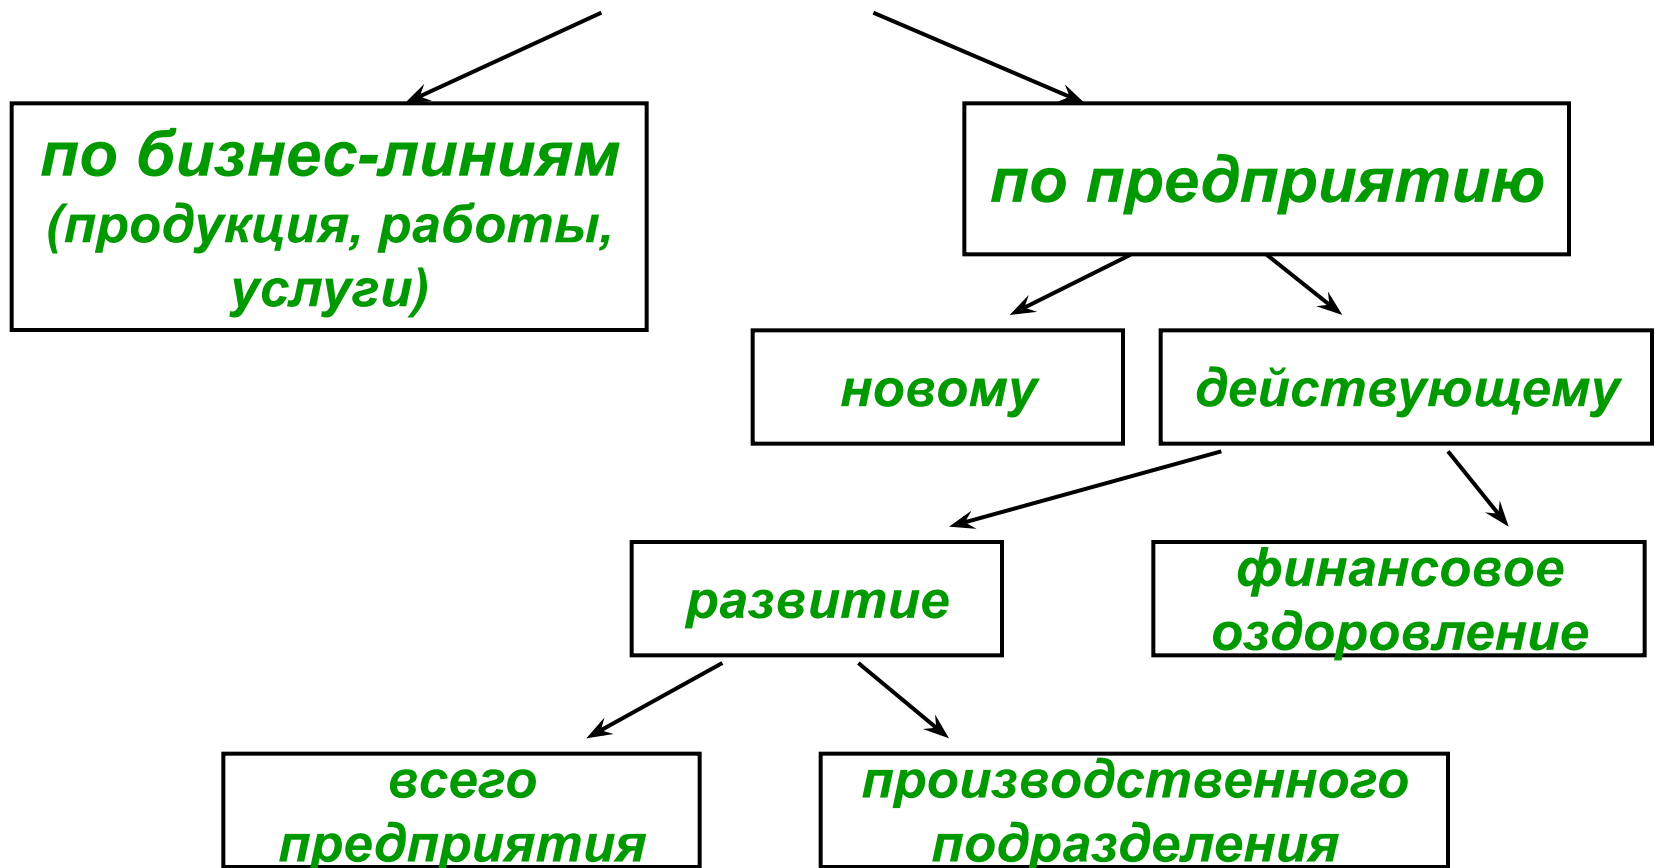 по бизнес-линиям
(продукция, работы,
услуги)
по предприятию
новому
действующему
развитие
финансовое
оздоровление
всего
предприятия
производственного
подразделения